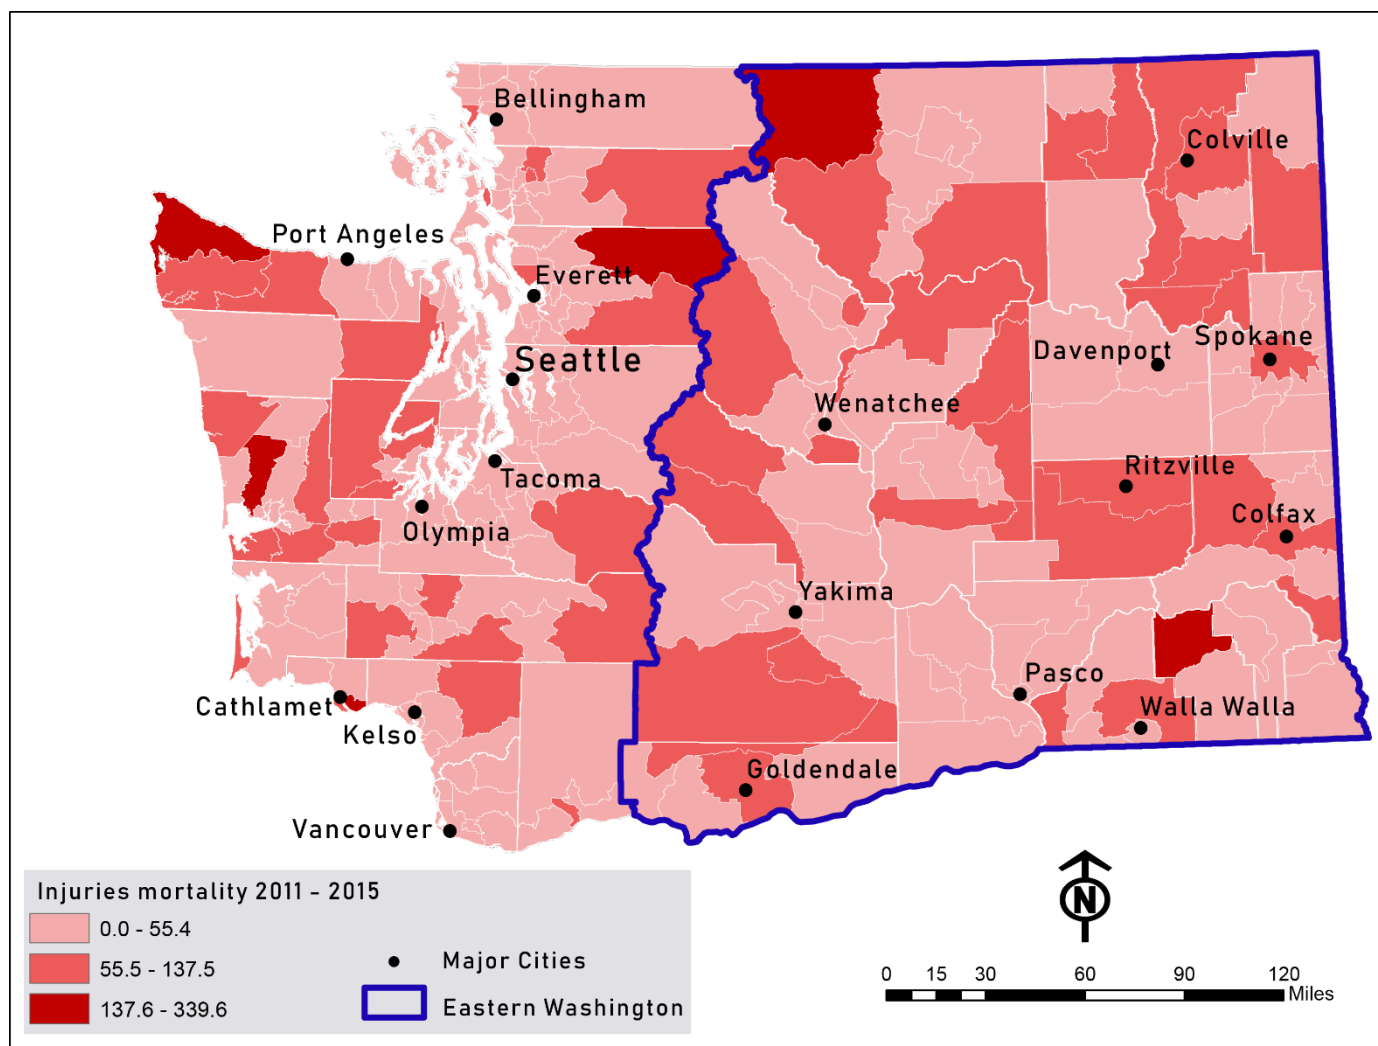 Bellingham
Colville
Port Angeles
Everett
Seattle
Davenport
Spokane
Wenatchee
Tacoma
Ritzville
Olympia
Colfax
Yakima
Pasco
Cathlamet
Walla Walla
Kelso
Goldendale
Vancouver
Injuries mortality 2011 - 2015
0.0 - 55.4
55.5 - 137.5
137.6 - 339.6
Major Cities
Eastern Washington
N
0 15 30 60 90 120
Miles